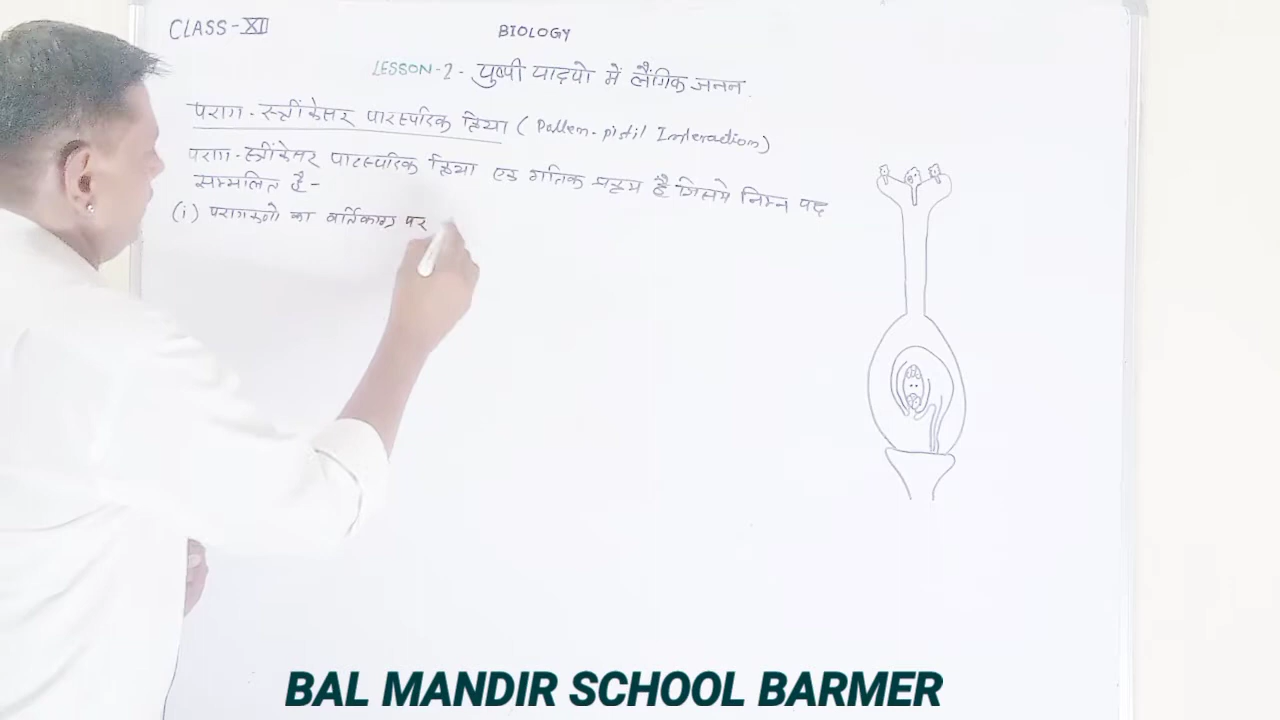 CLASS-XII
BIOLOGY
LESSON-2- पुष्पी पादपो में लैंगिक जनन.
पराग-स्त्रीकेसर पारस्परिक क्रिया (Pollen-pistil Interaction)
पराग-स्त्रीकेसर पारस्परिक क्रिया एक गतिक प्रक्रम है जिसमे निम्न पद
सम्मलित है-
(i) परागकणो का वर्तिकाग्र पर
BAL MANDIR SCHOOL BARMER